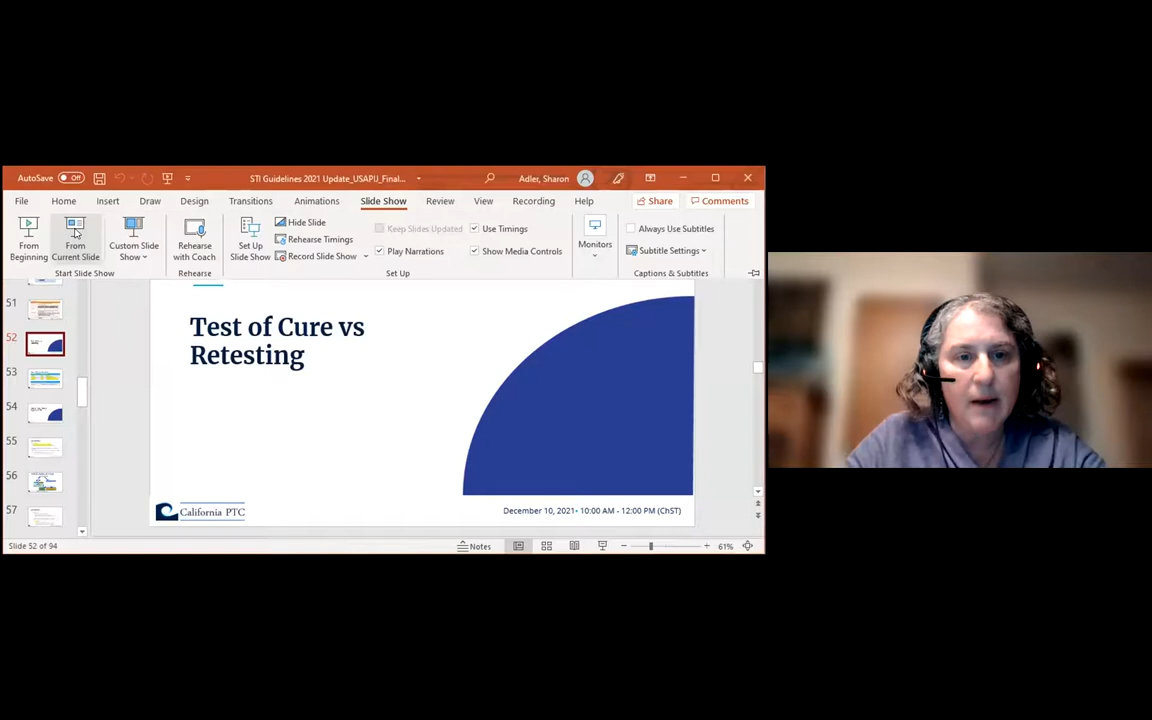 AutoSave Off
STI Guidelines 2021 Update_USAPIJ_Final...
Adler, Sharon
File Home Insert Draw Design Transitions Animations Slide Show Review View Recording Help Share Comments
From Beginning
From Current Slide
Custom Slide Show
Start Slide Show
Rehearse with Coach
Rehearse
Set Up Slide Show
Hide Slide
Rehearse Timings
Record Slide Show
Keep Slides Updated
Play Narrations
Use Timings
Show Media Controls
Set Up
Monitors
Always Use Subtitles
Subtitle Settings
Captions & Subtitles
51
52
53
54
55
56
57
Test of Cure vs
Retesting
California PTC
December 10, 2021• 10:00 AM - 12:00 PM (ChST)
Slide 52 of 94
Notes
61%